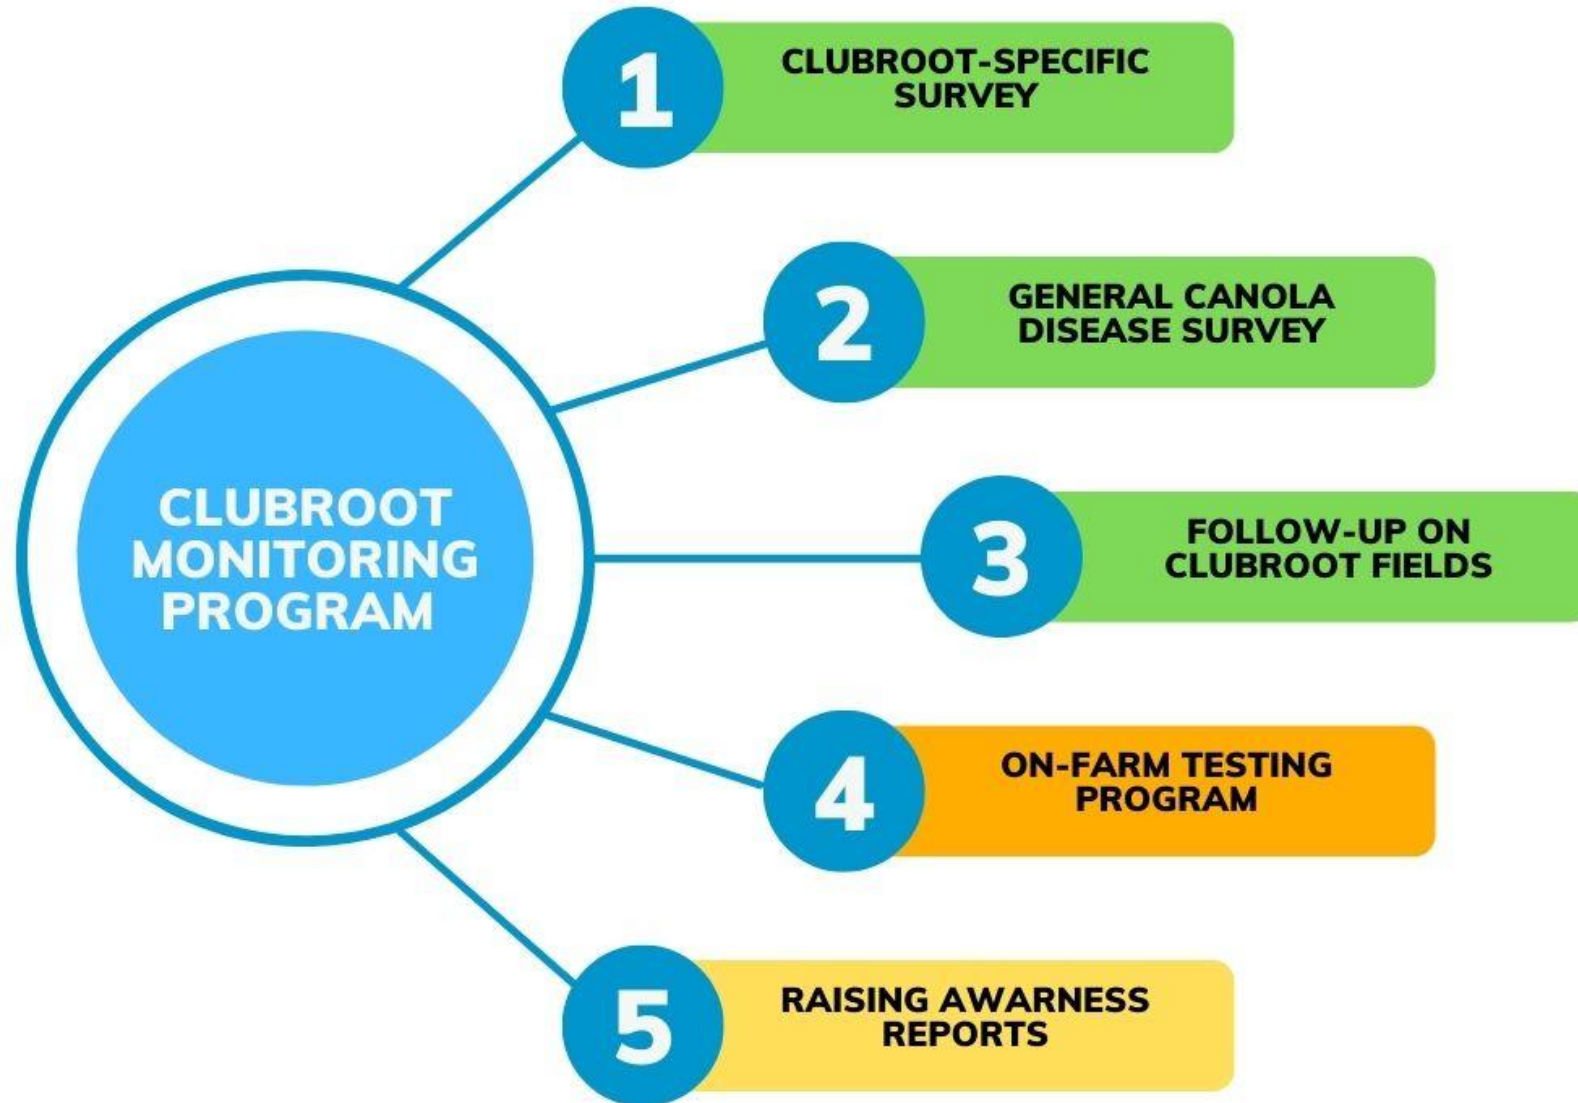 1
CLUBROOT-SPECIFIC
SURVEY
2
GENERAL CANOLA
DISEASE SURVEY
CLUBROOT
MONITORING
PROGRAM
3
FOLLOW-UP ON
CLUBROOT FIELDS
4
ON-FARM TESTING
PROGRAM
5
RAISING AWARNESS
REPORTS